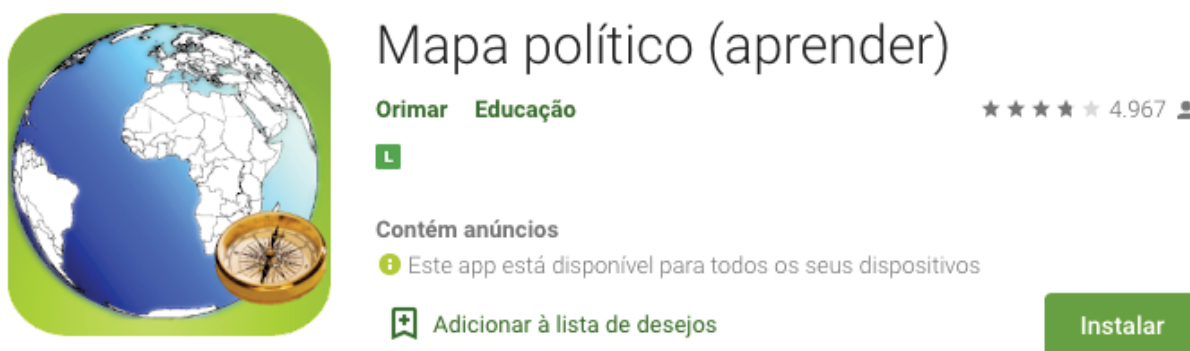 Mapa político (aprender)
Orimar Educação 4.967
L
Contém anúncios
Este app está disponível para todos os seus dispositivos
Adicionar à lista de desejos
Instalar